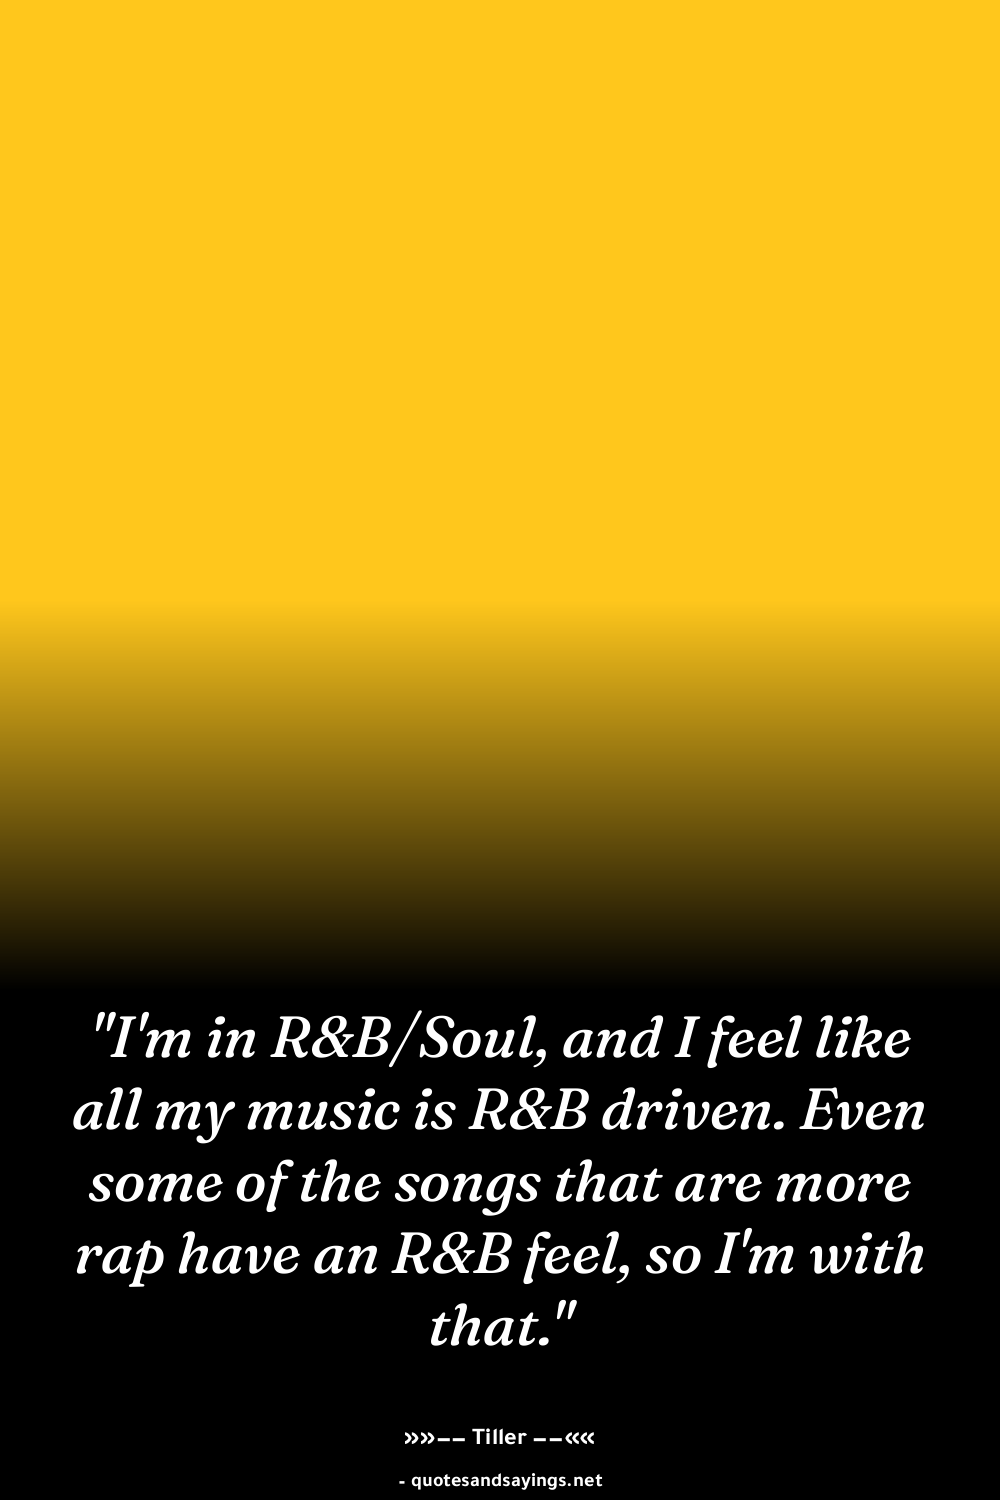 "I'm in R&B/Soul, and I feel like
all my music is R&B driven. Even
some of the songs that are more
rap have an R&B feel, so I'm with
that."
»»−− Tiller −−««
- quotesandsayings.net